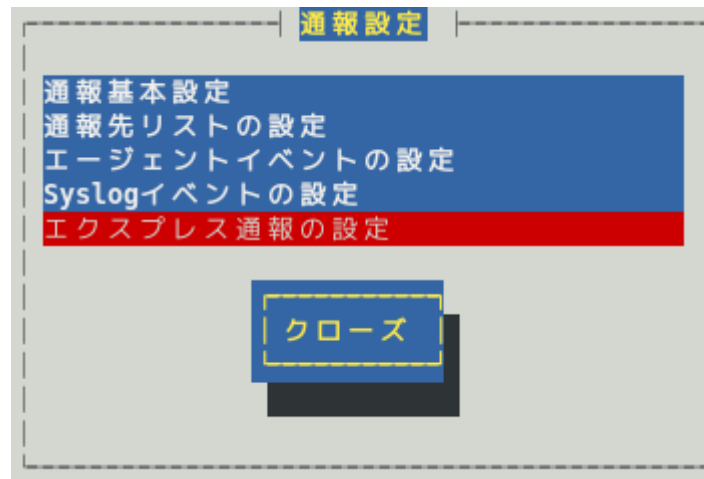 通報設定
通報基本設定
通報先リストの設定
エージェントイベントの設定
Syslogイベントの設定
エクスプレス通報の設定
クローズ